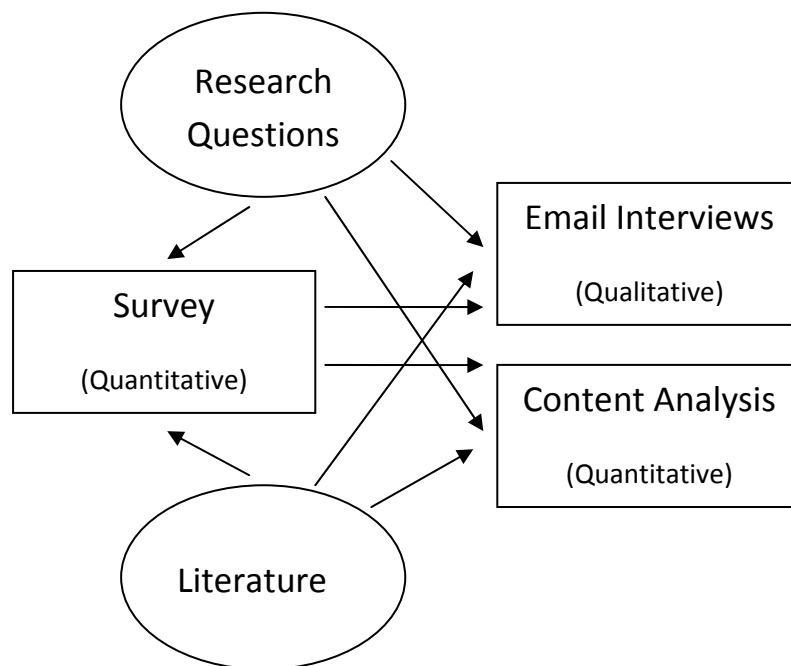 Research
Questions
Email Interviews
(Qualitative)
Survey
(Quantitative)
Content Analysis
(Quantitative)
Literature